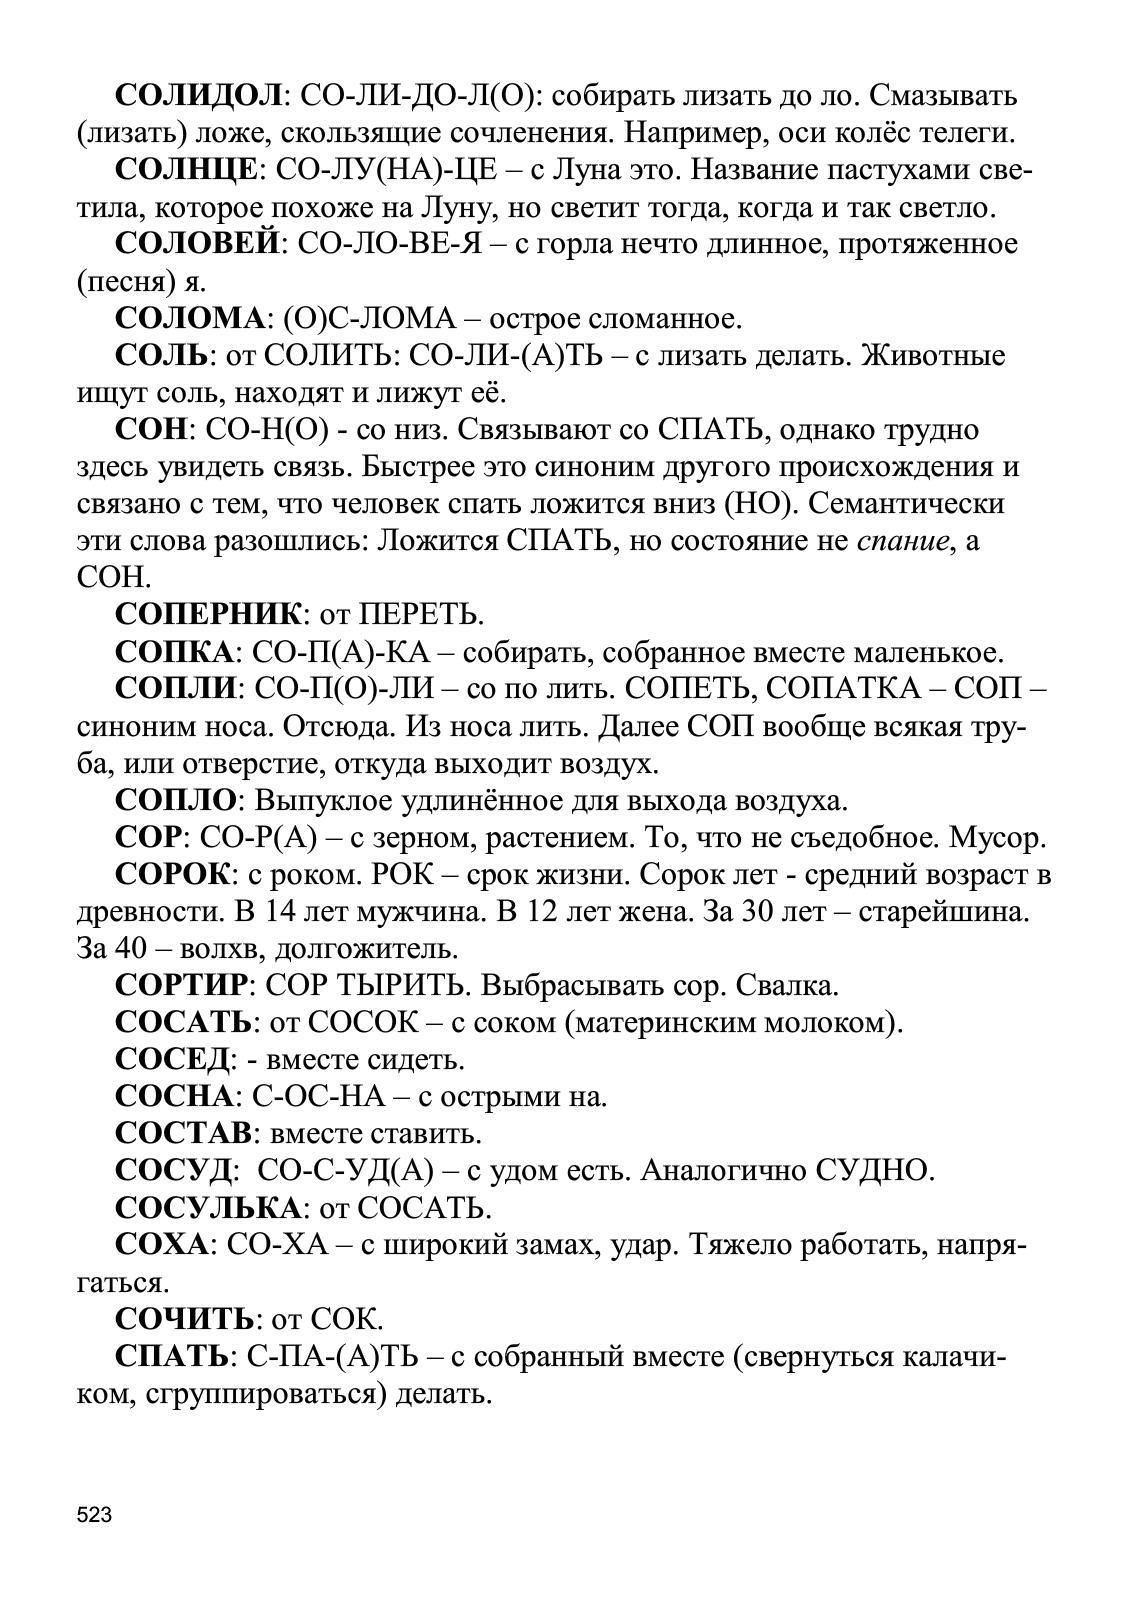 СОЛИДОЛ: СО-ЛИ-ДО-Л(О): собирать лизать до ло. Смазывать
(лизать) ложе, скользящие сочленения. Например, оси колёс телеги.
СОЛНЦЕ: СО-ЛУ(НА)-ЦЕ – с Луна это. Название пастухами све-
тила, которое похоже на Луну, но светит тогда, когда и так светло.
СОЛОВЕЙ: СО-ЛО-ВЕ-Я – с горла нечто длинное, протяженное
(песня) я.
СОЛОМА: (О)С-ЛОМА – острое сломанное.
СОЛЬ: от СОЛИТЬ: СО-ЛИ-(А)ТЬ – с лизать делать. Животные
ищут соль, находят и лижут её.
СОН: СО-Н(О) - со низ. Связывают со СПАТЬ, однако трудно
здесь увидеть связь. Быстрее это синоним другого происхождения и
связано с тем, что человек спать ложится вниз (НО). Семантически
эти слова разошлись: Ложится СПАТЬ, но состояние не спание, а
СОН.
СОПЕРНИК: от ПЕРЕТЬ.
СОПКА: СО-П(А)-КА – собирать, собранное вместе маленькое.
СОПЛИ: СО-П(О)-ЛИ – со по лить. СОПЕТЬ, СОПАТКА – СОП –
синоним носа. Отсюда. Из носа лить. Далее СОП вообще всякая тру-
ба, или отверстие, откуда выходит воздух.
СОПЛО: Выпуклое удлинённое для выхода воздуха.
СОР: СО-Р(А) – с зерном, растением. То, что не съедобное. Мусор.
СОРОК: с роком. РОК – срок жизни. Сорок лет - средний возраст в
древности. В 14 лет мужчина. В 12 лет жена. За 30 лет – старейшина.
За 40 – волхв, долгожитель.
СОРТИР: СОР ТЫРИТЬ. Выбрасывать сор. Свалка.
СОСАТЬ: от СОСОК – с соком (материнским молоком).
СОСЕД: - вместе сидеть.
СОСНА: С-ОС-НА – с острыми на.
СОСТАВ: вместе ставить.
СОСУД:  СО-С-УД(А) – с удом есть. Аналогично СУДНО.
СОСУЛЬКА: от СОСАТЬ.
СОХА: СО-ХА – с широкий замах, удар. Тяжело работать, напря-
гаться.
СОЧИТЬ: от СОК.
СПАТЬ: С-ПА-(А)ТЬ – с собранный вместе (свернуться калачи-
ком, сгруппироваться) делать.
523